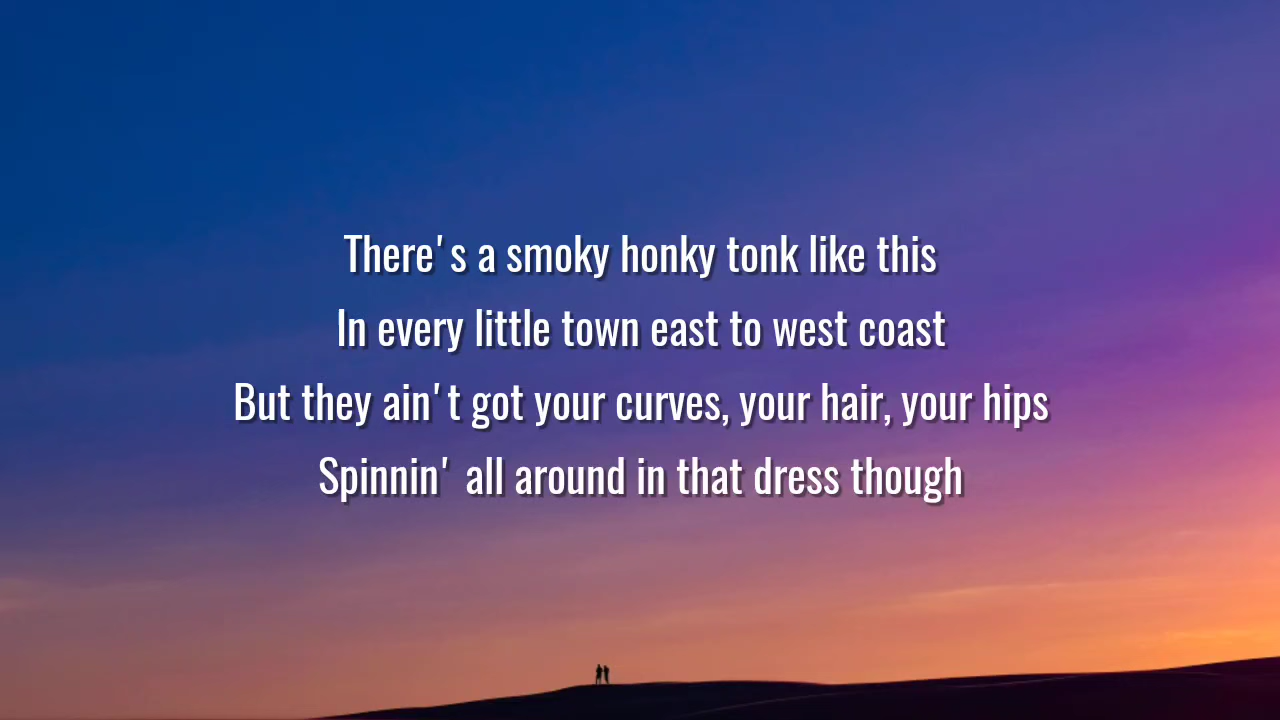 There's a smoky honky tonk like this
In every little town east to west coast
But they ain't got your curves, your hair, your hips
Spinnin' all around in that dress though